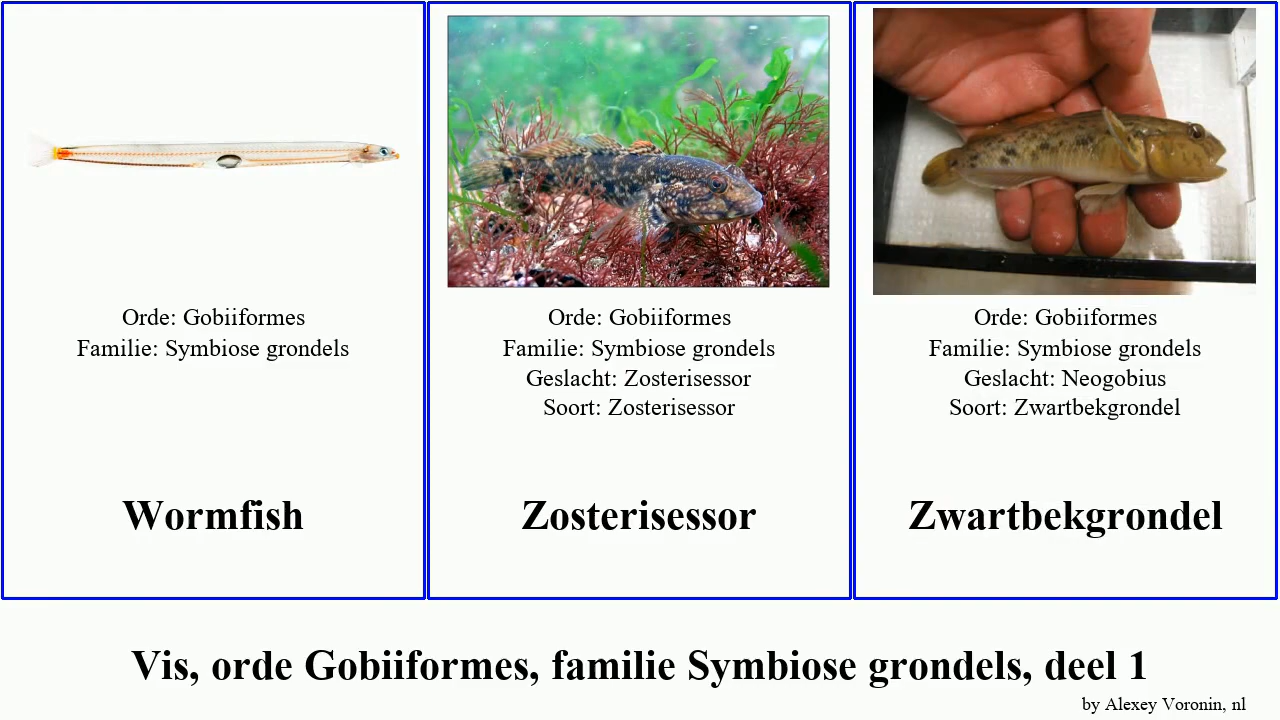 Orde: Gobiiformes
Familie: Symbiose grondels
Wormfish
Orde: Gobiiformes
Familie: Symbiose grondels
Geslacht: Zosterisessor
Soort: Zosterisessor
Zosterisessor
Orde: Gobiiformes
Familie: Symbiose grondels
Geslacht: Neogobius
Soort: Zwartbekgrondel
Zwartbekgrondel
Vis, orde Gobiiformes, familie Symbiose grondels, deel 1
by Alexey Voronin, nl